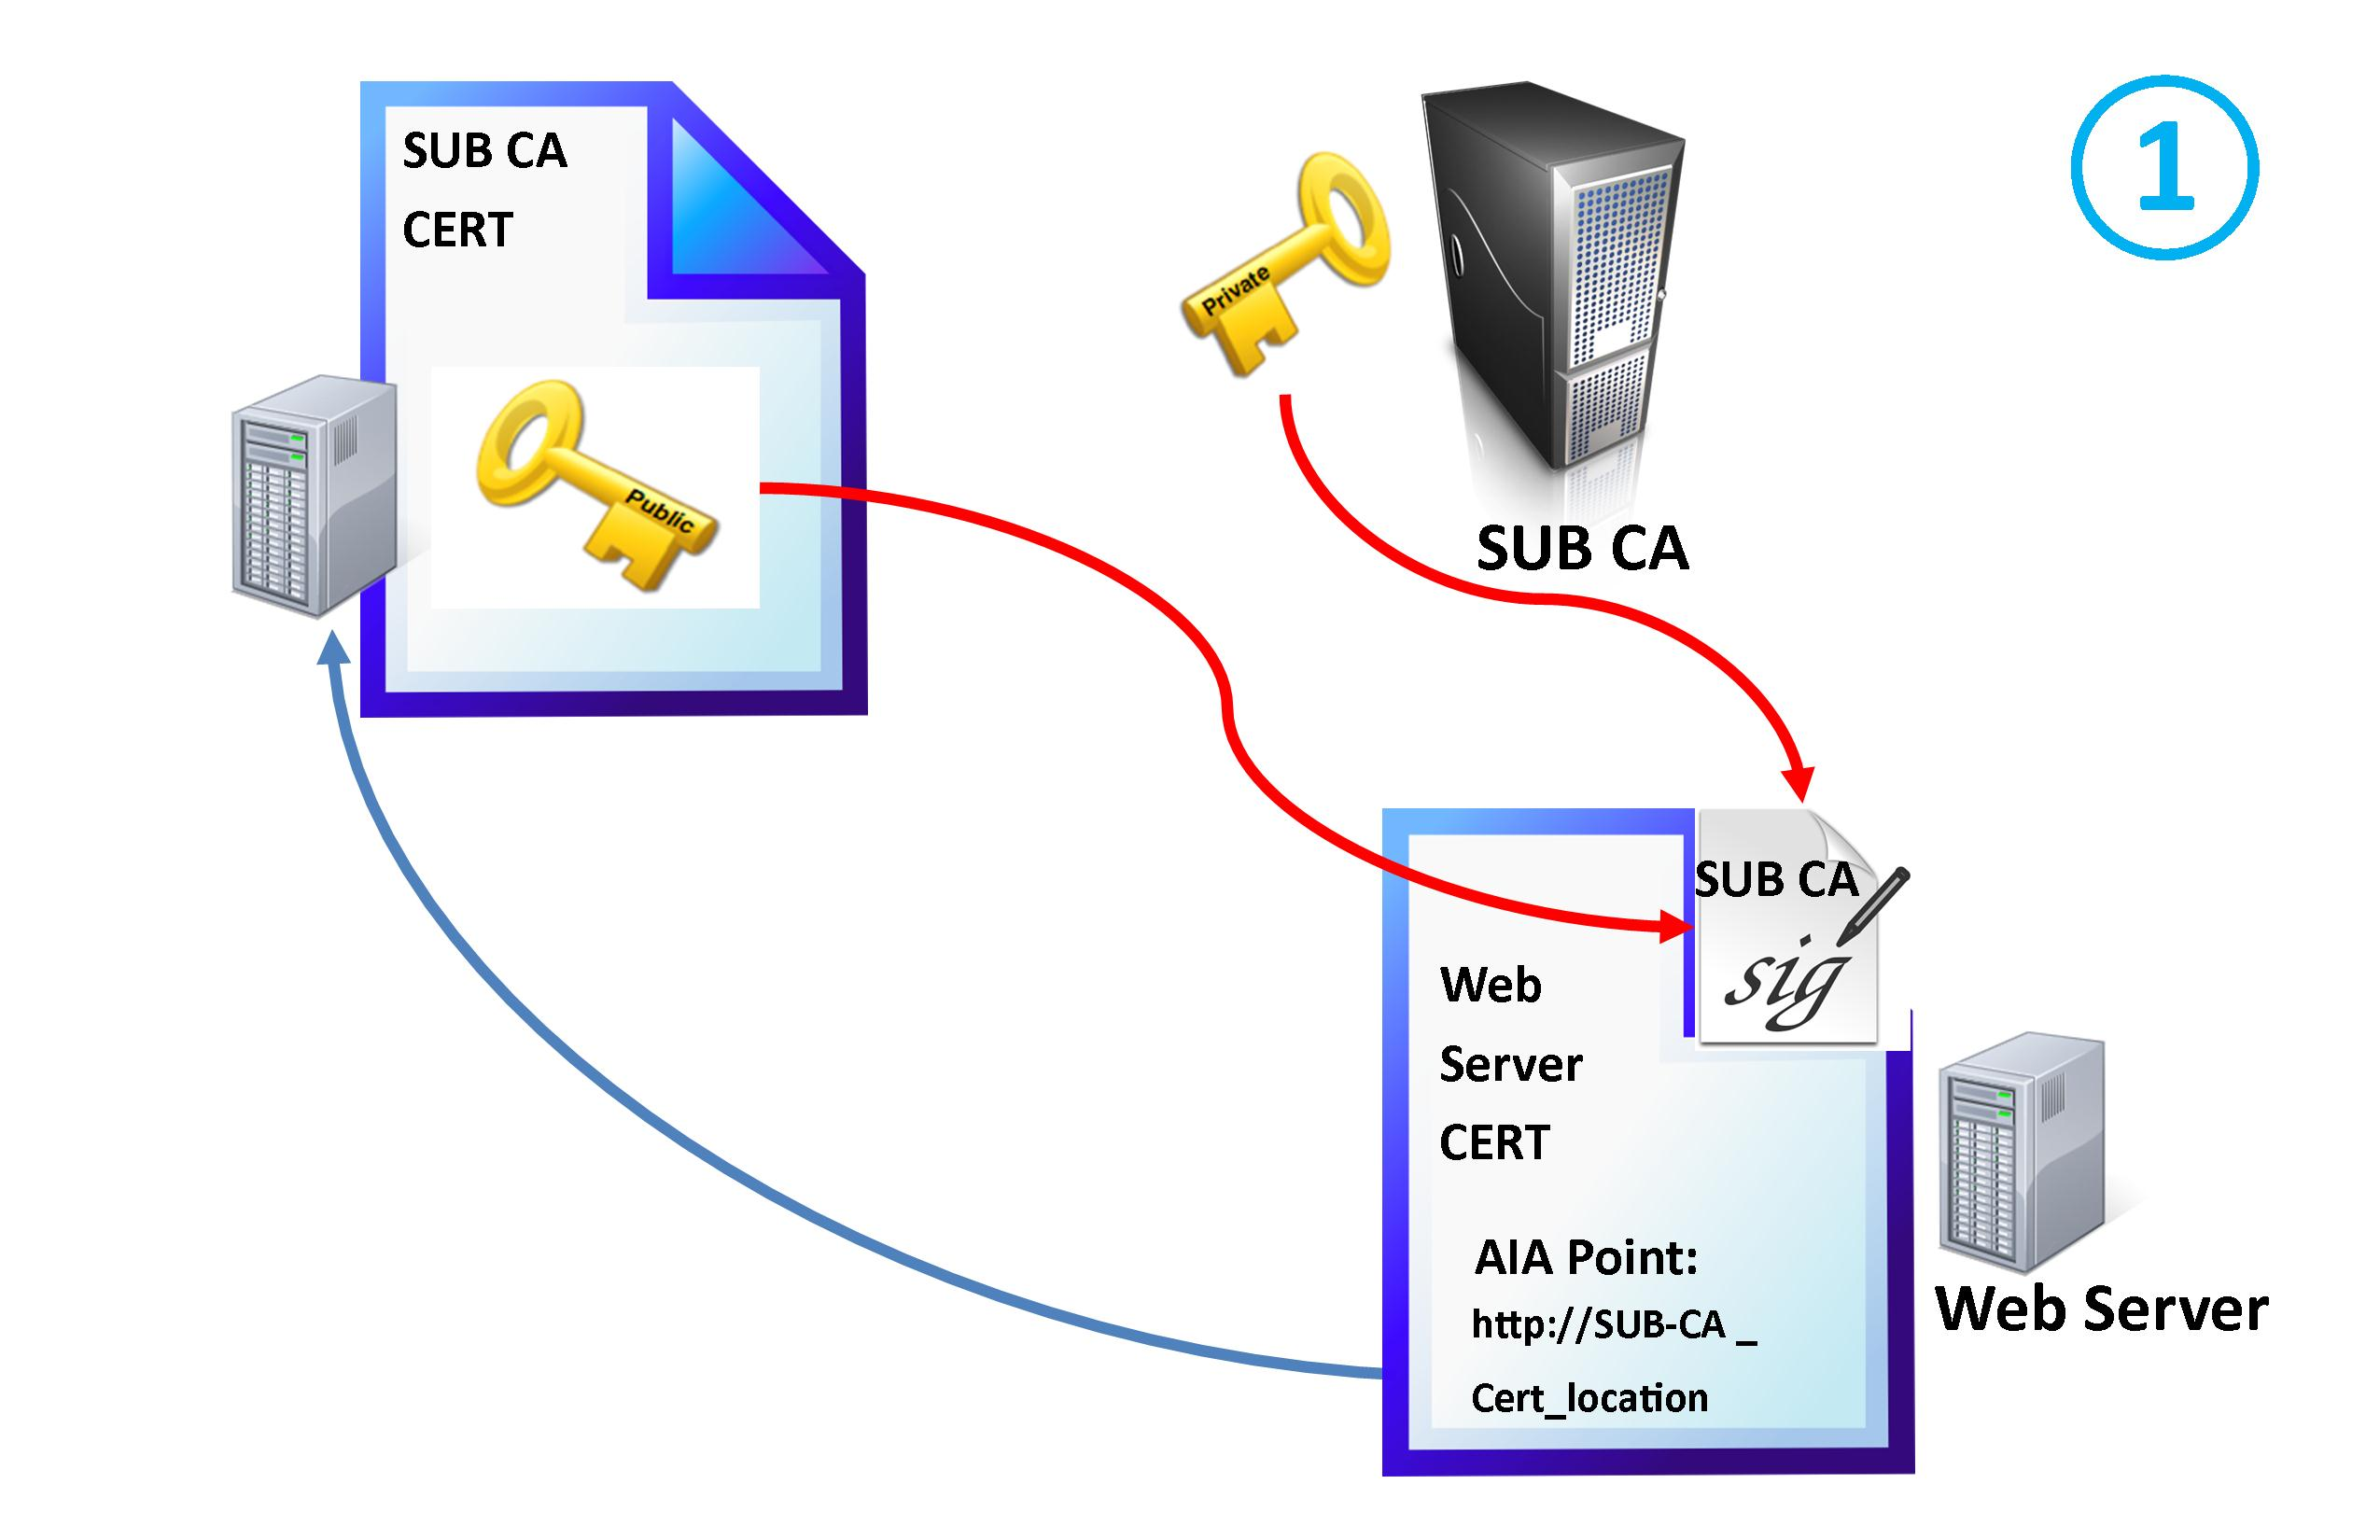 SUB CA
CERT
Public
Private
SUB CA
1
SUB CA
sig
Web
Server
CERT
AIA Point:
http://SUB-CA _
Cert_location
Web Server